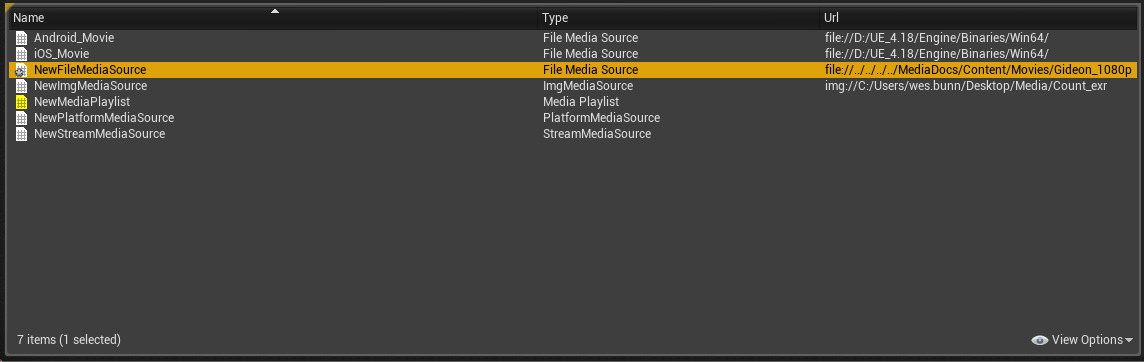 Name Type Url
Android_Movie File Media Source file://D:/UE_4.18/Engine/Binaries/Win64/
iOS_Movie File Media Source file://D:/UE_4.18/Engine/Binaries/Win64/
NewFileMediaSource File Media Source file://../../../../MediaDocs/Content/Movies/Gideon_1080p
NewImgMediaSource ImgMediaSource img://C:/Users/wes.bunn/Desktop/Media/Count_exr
NewMediaPlaylist Media Playlist
NewPlatformMediaSource PlatformMediaSource
NewStreamMediaSource StreamMediaSource
7 items (1 selected) View Options